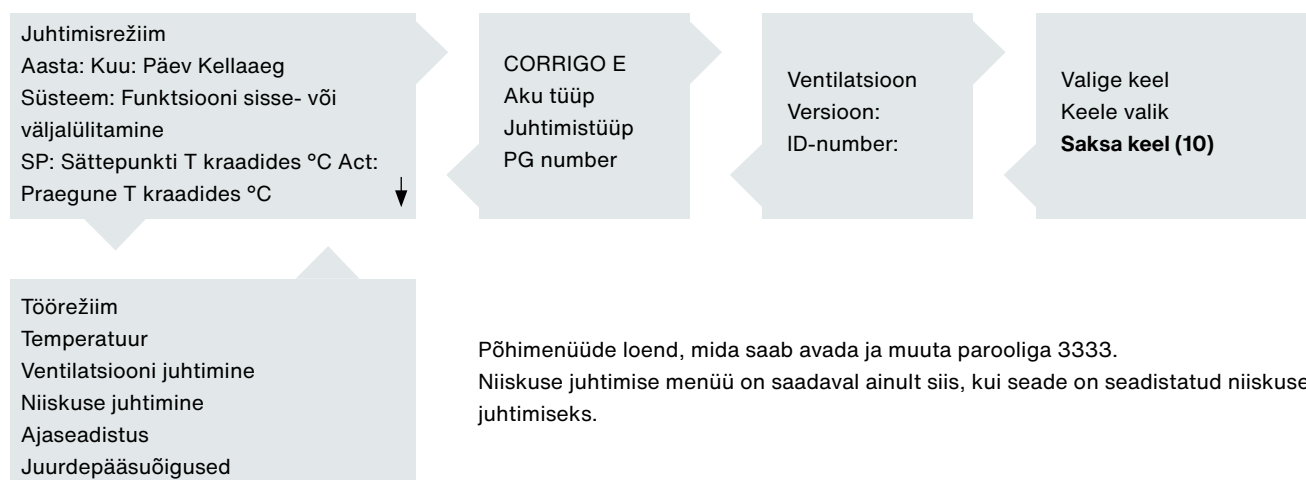 Juhtimisrežiim
Aasta: Kuu: Päev Kellaaeg
Süsteem: Funktsiooni sisse- või
väljalülitamine
SP: Sättepunkti T kraadides °C Act:
Praegune T kraadides °C
CORRIGO E
Aku tüüp
Juhtimistüüp
PG number
Ventilatsioon
Versioon:
ID-number:
Valige keel
Keele valik
Saksa keel (10)
Töörežiim
Temperatuur
Ventilatsiooni juhtimine
Niiskuse juhtimine
Ajaseadistus
Juurdepääsuõigused
Põhimenüüde loend, mida saab avada ja muuta parooliga 3333.
Niiskuse juhtimise menüü on saadaval ainult siis, kui seade on seadistatud niiskuse
juhtimiseks.